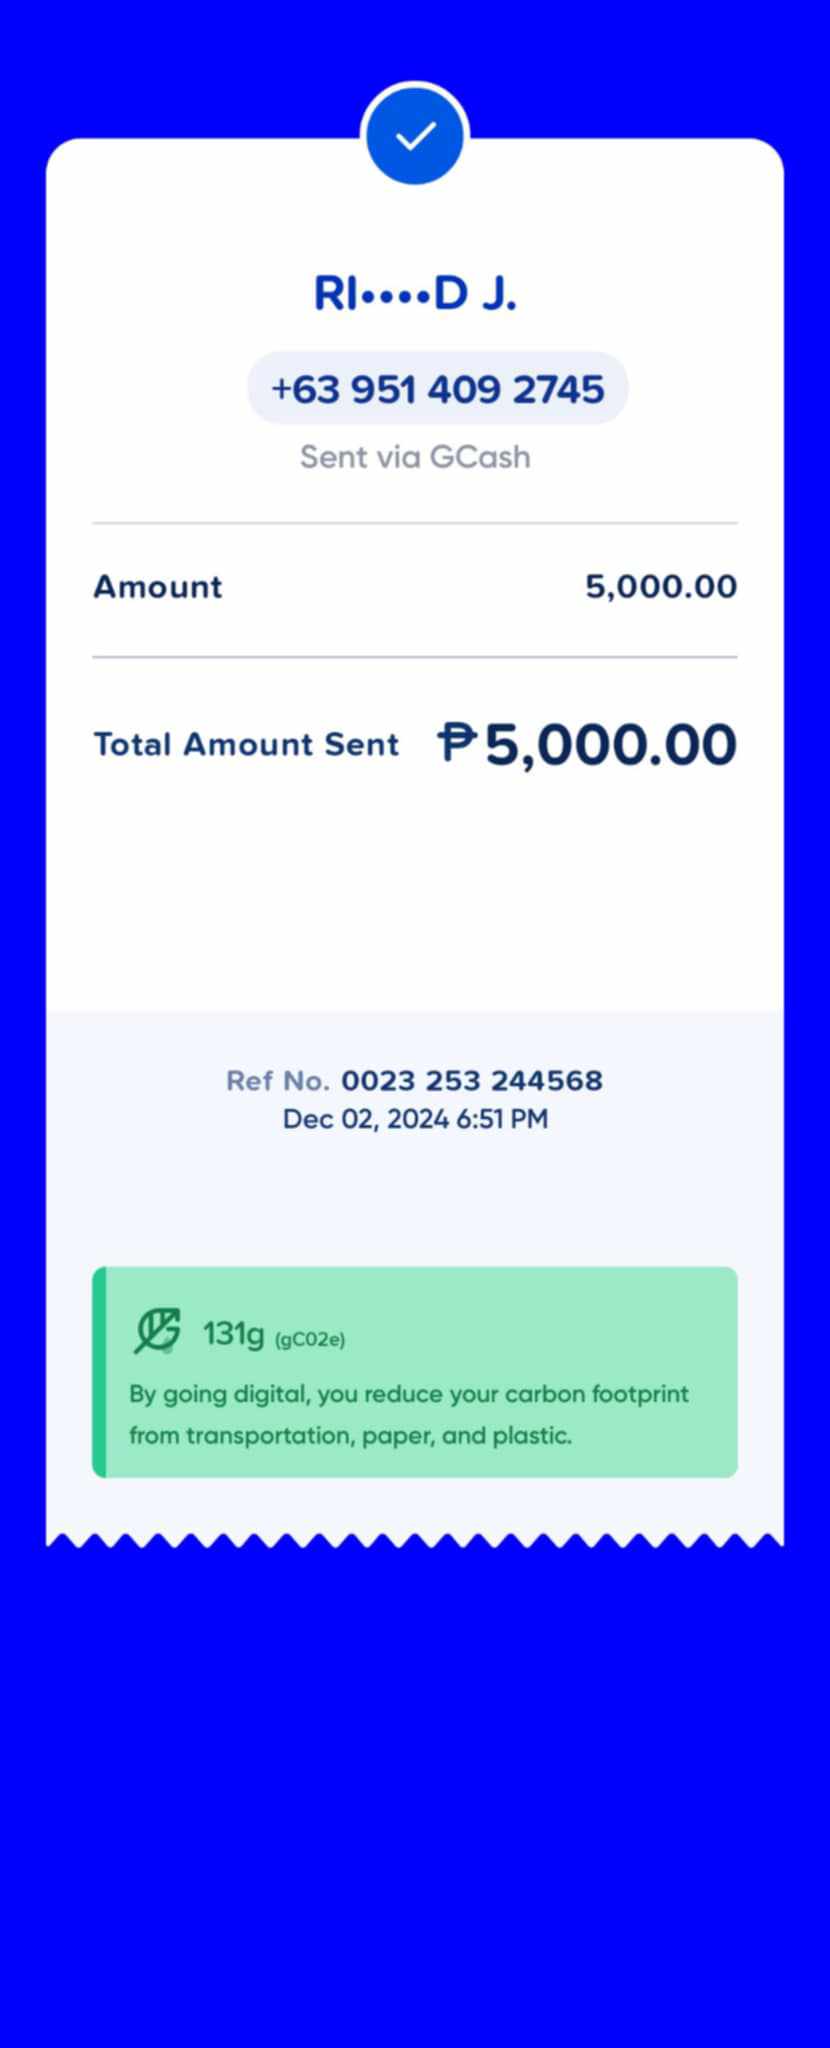 RI••••D J.
+63 951 409 2745
Sent via GCash
Amount 5,000.00
Total Amount Sent ₱5,000.00
Ref No. 0023 253 244568
Dec 02, 2024 6:51 PM
131g (gC02e)
By going digital, you reduce your carbon footprint
from transportation, paper, and plastic.